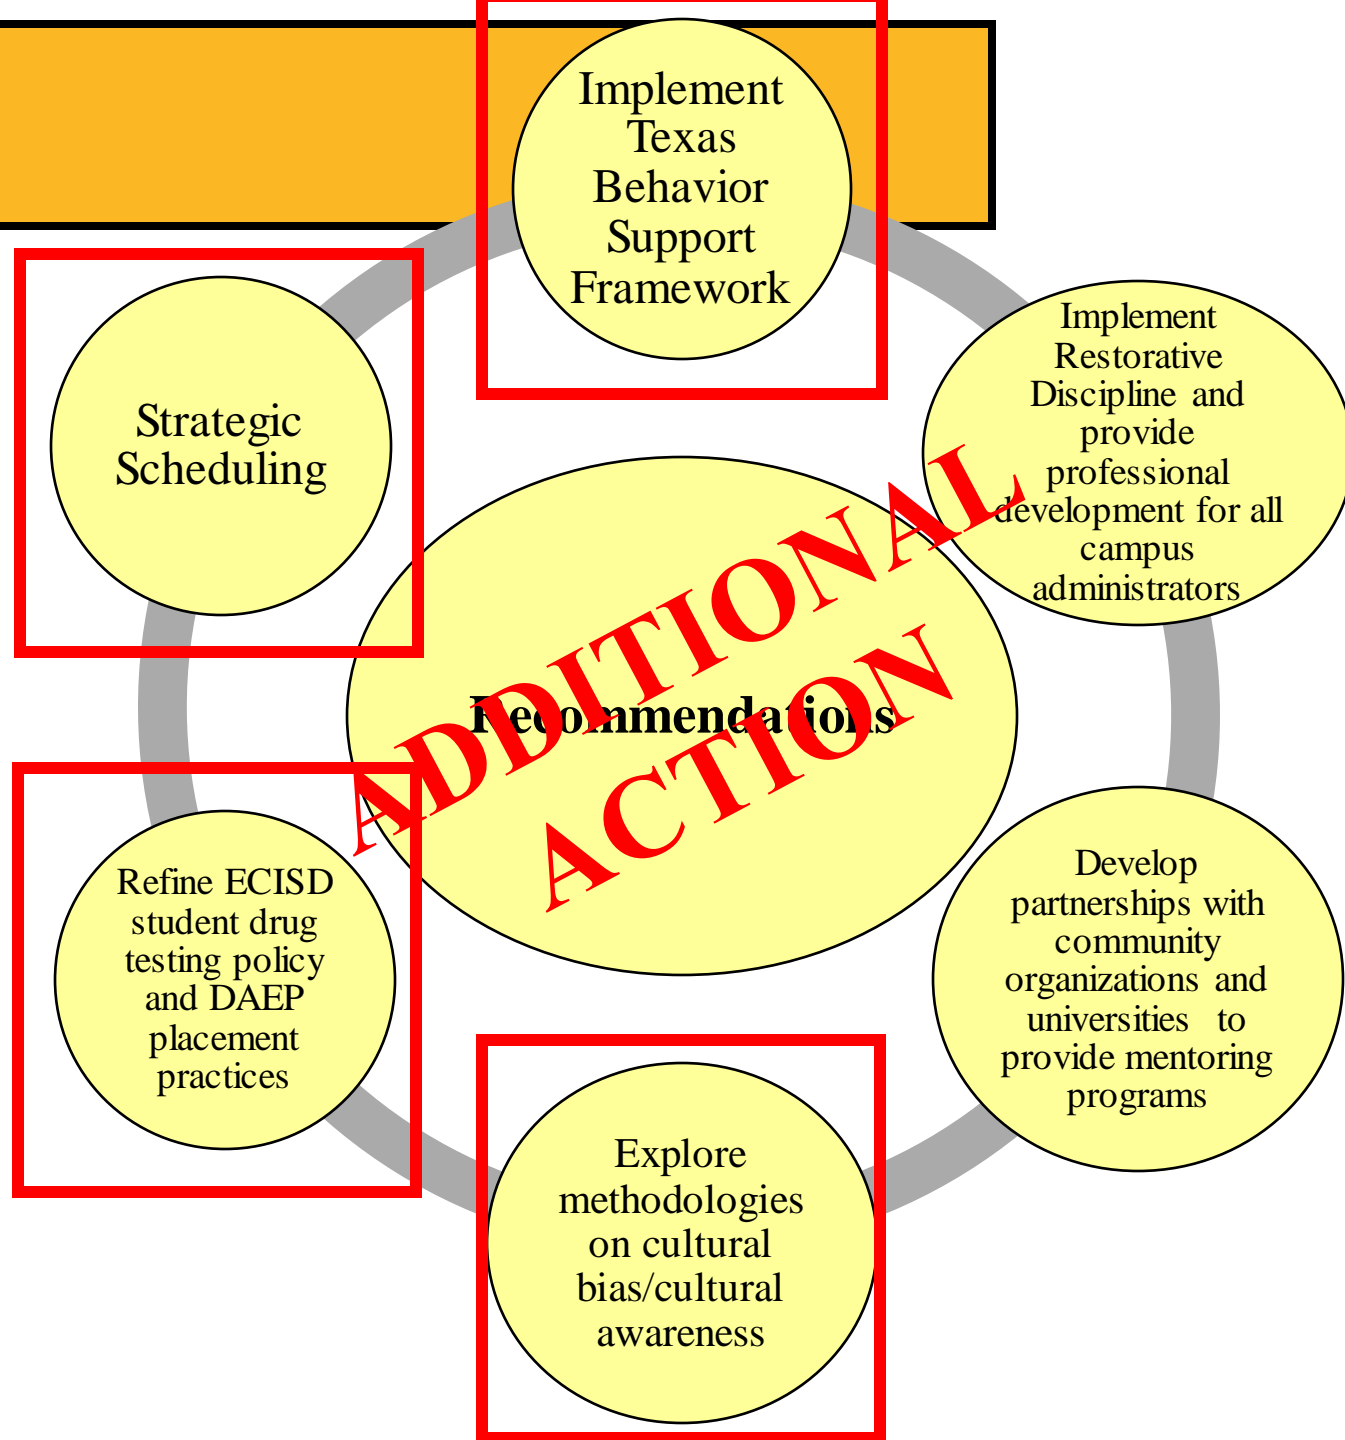 Implement
Texas
Behavior
Support
Framework
Implement
Restorative
Discipline and
provide
professional
development for all
campus
administrators
Strategic
Scheduling
Recommendations
ADDITIONAL
ACTION
Develop
partnerships with
community
organizations and
universities to
provide mentoring
programs
Refine ECISD
student drug
testing policy
and DAEP
placement
practices
Explore
methodologies
on cultural
bias/cultural
awareness